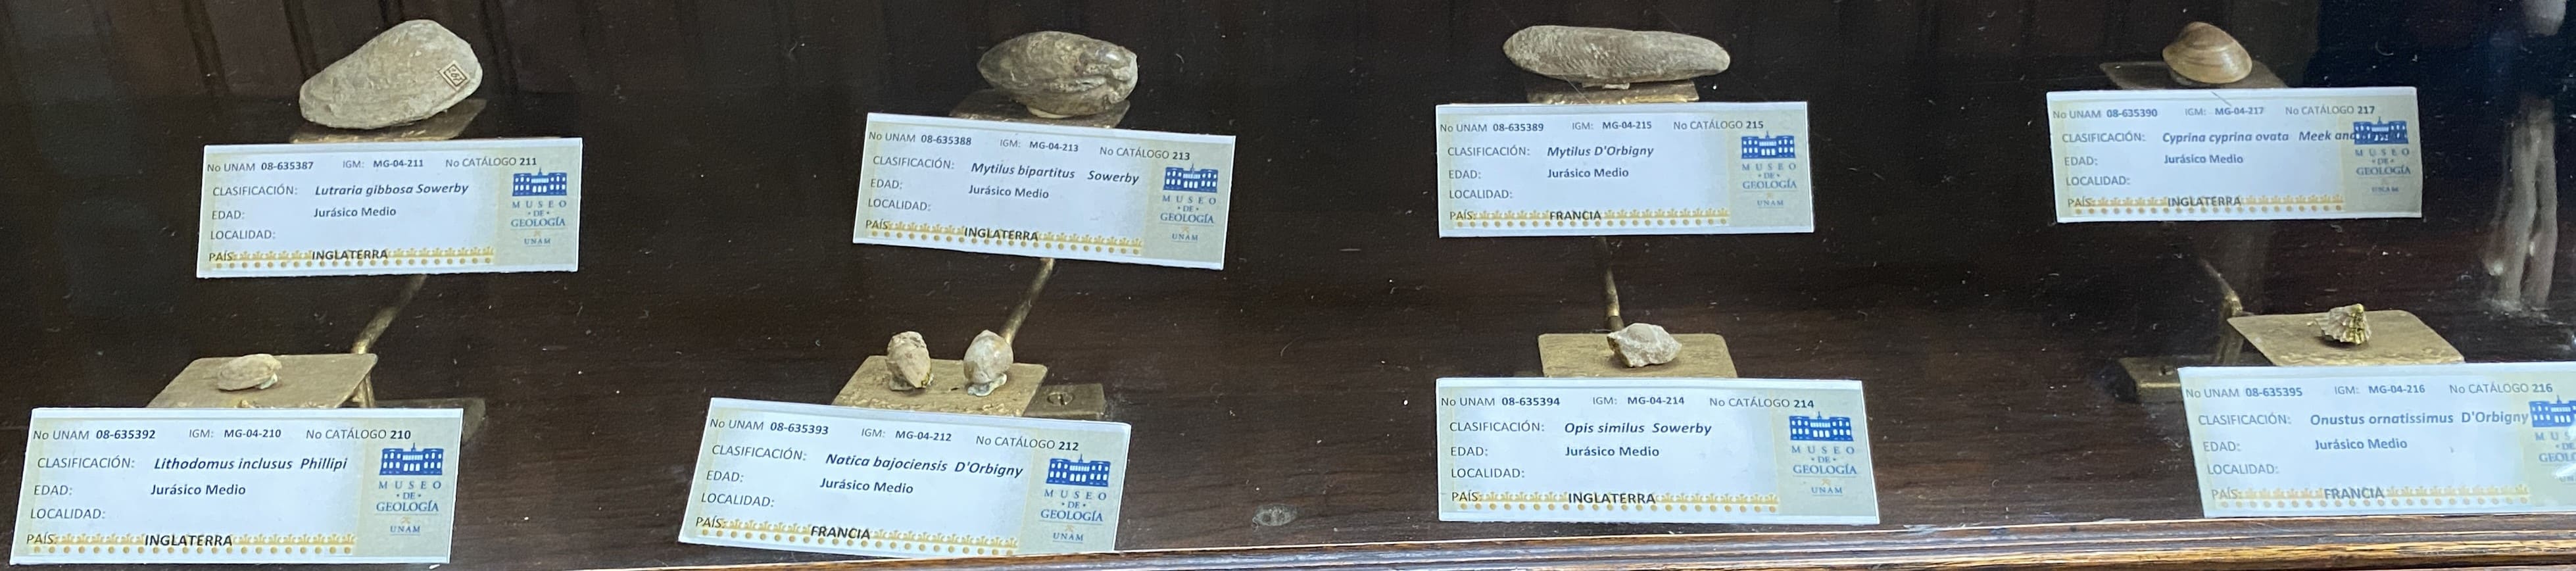 No UNAM 08-635387 IGM: MG-04-211 No CATÁLOGO 211
CLASIFICACIÓN: Lutraria gibbosa Sowerby
EDAD: Jurásico Medio
LOCALIDAD:
PAÍS: INGLATERRA
MUSEO
• DE •
GEOLOGÍA
UNAM
No UNAM 08-635388 IGM: MG-04-213 No CATÁLOGO 213
CLASIFICACIÓN: Mytilus bipartitus Sowerby
EDAD: Jurásico Medio
LOCALIDAD:
PAÍS: INGLATERRA
MUSEO
• DE •
GEOLOGÍA
UNAM
No UNAM 08-635389 IGM: MG-04-215 No CATÁLOGO 215
CLASIFICACIÓN: Mytilus D'Orbigny
EDAD: Jurásico Medio
LOCALIDAD:
PAÍS: FRANCIA
MUSEO
• DE •
GEOLOGÍA
UNAM
No UNAM 08-635390 IGM: MG-04-217 No CATÁLOGO 217
CLASIFICACIÓN: Cyprina cyprina ovata Meek and
EDAD: Jurásico Medio
LOCALIDAD:
PAÍS: INGLATERRA
MUSEO
• DE •
GEOLOGÍA
UNAM
No UNAM 08-635392 IGM: MG-04-210 No CATÁLOGO 210
CLASIFICACIÓN: Lithodomus inclusus Phillipi
EDAD: Jurásico Medio
LOCALIDAD:
PAÍS: INGLATERRA
MUSEO
• DE •
GEOLOGÍA
UNAM
No UNAM 08-635393 IGM: MG-04-212 No CATÁLOGO 212
CLASIFICACIÓN: Natica bajociensis D'Orbigny
EDAD: Jurásico Medio
LOCALIDAD:
PAÍS: FRANCIA
MUSEO
• DE •
GEOLOGÍA
UNAM
No UNAM 08-635394 IGM: MG-04-214 No CATÁLOGO 214
CLASIFICACIÓN: Opis similus Sowerby
EDAD: Jurásico Medio
LOCALIDAD:
PAÍS: INGLATERRA
MUSEO
• DE •
GEOLOGÍA
UNAM
No UNAM 08-635395 IGM: MG-04-216 No CATÁLOGO 216
CLASIFICACIÓN: Onustus ornatissimus D'Orbigny
EDAD: Jurásico Medio
LOCALIDAD:
PAÍS: FRANCIA